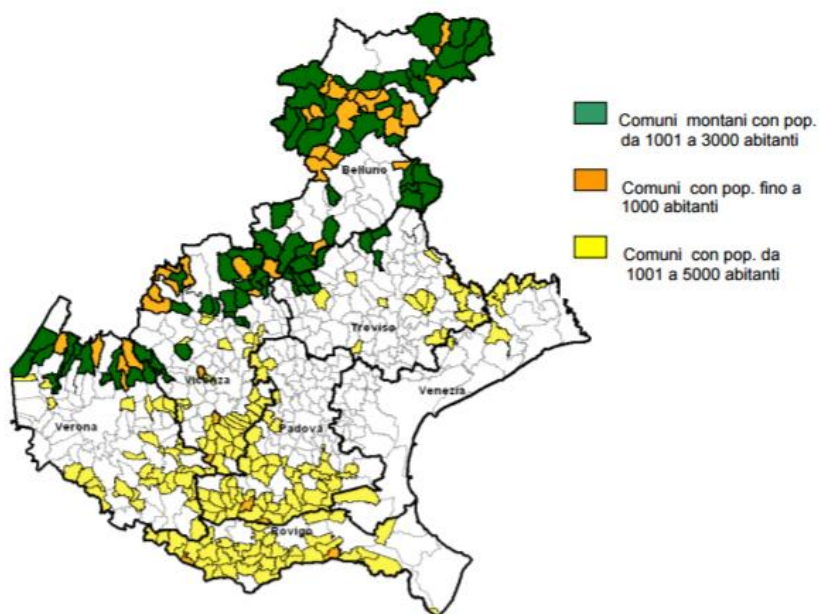 Comuni montani con pop.
da 1001 a 3000 abitanti
Comuni con pop. fino a
1000 abitanti
Comuni con pop. da
1001 a 5000 abitanti
Belluno
Treviso
Vicenza
Venezia
Verona
Padova
Rovigo